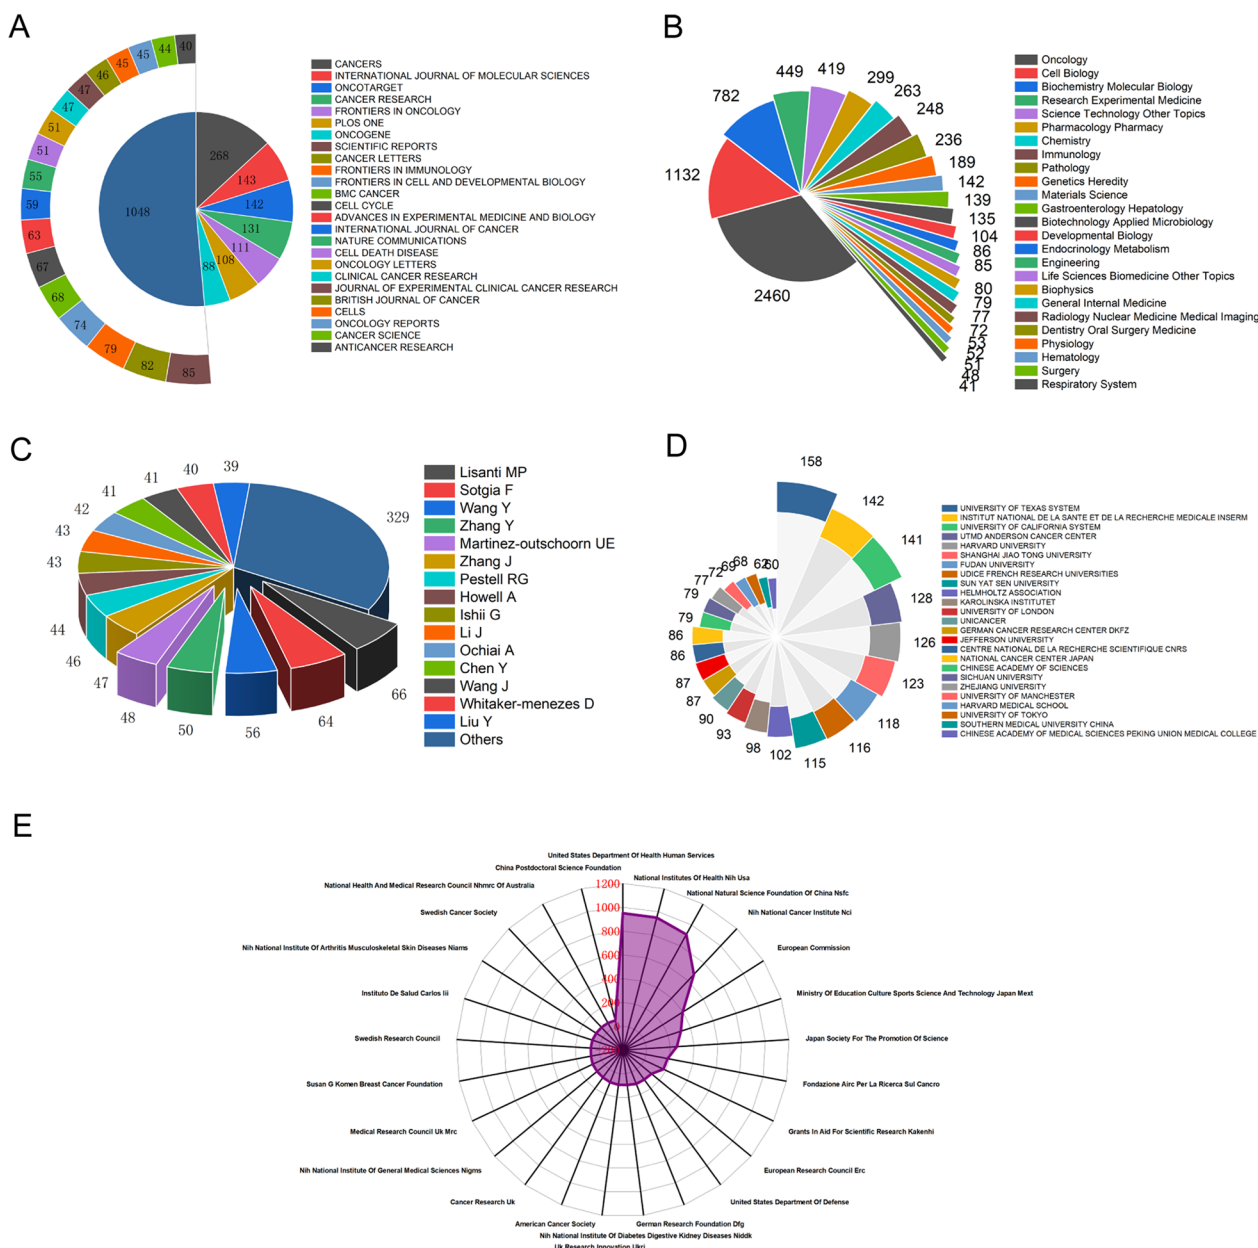 A
40
44
45
45
46
47
47
51
51
55
59
63
67
68
74
79
82
85
268
143
142
131
111
108
88
1048
CANCERS
INTERNATIONAL JOURNAL OF MOLECULAR SCIENCES
ONCOTARGET
CANCER RESEARCH
FRONTIERS IN ONCOLOGY
PLOS ONE
ONCOGENE
SCIENTIFIC REPORTS
CANCER LETTERS
FRONTIERS IN IMMUNOLOGY
FRONTIERS IN CELL AND DEVELOPMENTAL BIOLOGY
BMC CANCER
CELL CYCLE
ADVANCES IN EXPERIMENTAL MEDICINE AND BIOLOGY
INTERNATIONAL JOURNAL OF CANCER
NATURE COMMUNICATIONS
CELL DEATH DISEASE
ONCOLOGY LETTERS
CLINICAL CANCER RESEARCH
JOURNAL OF EXPERIMENTAL CLINICAL CANCER RESEARCH
BRITISH JOURNAL OF CANCER
CELLS
ONCOLOGY REPORTS
CANCER SCIENCE
ANTICANCER RESEARCH
B
2460
1132
782
449
419
299
263
248
236
189
142
139
135
104
86
85
80
79
77
72
53
52
51
48
41
Oncology
Cell Biology
Biochemistry Molecular Biology
Research Experimental Medicine
Science Technology Other Topics
Pharmacology Pharmacy
Chemistry
Immunology
Pathology
Genetics Heredity
Materials Science
Gastroenterology Hepatology
Biotechnology Applied Microbiology
Developmental Biology
Endocrinology Metabolism
Engineering
Life Sciences Biomedicine Other Topics
Biophysics
General Internal Medicine
Radiology Nuclear Medicine Medical Imaging
Dentistry Oral Surgery Medicine
Physiology
Hematology
Surgery
Respiratory System
C
39
40
41
41
42
43
43
44
46
47
48
50
56
64
66
329
Lisanti MP
Sotgia F
Wang Y
Zhang Y
Martinez-outschoorn UE
Zhang J
Pestell RG
Howell A
Ishii G
Li J
Ochiai A
Chen Y
Wang J
Whitaker-menezes D
Liu Y
Others
D
158
142
141
128
126
123
118
116
115
102
98
93
90
87
87
86
86
79
79
77
72
69
68
62
60
UNIVERSITY OF TEXAS SYSTEM
INSTITUT NATIONAL DE LA SANTE ET DE LA RECHERCHE MEDICALE INSERM
UNIVERSITY OF CALIFORNIA SYSTEM
UTMD ANDERSON CANCER CENTER
HARVARD UNIVERSITY
SHANGHAI JIAO TONG UNIVERSITY
FUDAN UNIVERSITY
UDICE FRENCH RESEARCH UNIVERSITIES
SUN YAT SEN UNIVERSITY
HELMHOLTZ ASSOCIATION
KAROLINSKA INSTITUTET
UNIVERSITY OF LONDON
UNICANCER
GERMAN CANCER RESEARCH CENTER DKFZ
JEFFERSON UNIVERSITY
CENTRE NATIONAL DE LA RECHERCHE SCIENTIFIQUE CNRS
NATIONAL CANCER CENTER JAPAN
CHINESE ACADEMY OF SCIENCES
SICHUAN UNIVERSITY
ZHEJIANG UNIVERSITY
UNIVERSITY OF MANCHESTER
HARVARD MEDICAL SCHOOL
UNIVERSITY OF TOKYO
SOUTHERN MEDICAL UNIVERSITY CHINA
CHINESE ACADEMY OF MEDICAL SCIENCES PEKING UNION MEDICAL COLLEGE
E
United States Department Of Health Human Services
China Postdoctoral Science Foundation
National Institutes Of Health Nih Usa
National Health And Medical Research Council Nhmrc Of Australia
National Natural Science Foundation Of China Nsfc
Swedish Cancer Society
Nih National Cancer Institute Nci
Nih National Institute Of Arthritis Musculoskeletal Skin Diseases Niams
European Commission
Instituto De Salud Carlos Iii
Ministry Of Education Culture Sports Science And Technology Japan Mext
Swedish Research Council
Japan Society For The Promotion Of Science
Susan G Komen Breast Cancer Foundation
Fondazione Airc Per La Ricerca Sul Cancro
Medical Research Council Uk Mrc
Grants In Aid For Scientific Research Kakenhi
Nih National Institute Of General Medical Sciences Nigms
European Research Council Erc
Cancer Research Uk
United States Department Of Defense
American Cancer Society
German Research Foundation Dfg
Nih National Institute Of Diabetes Digestive Kidney Diseases Niddk
Uk Research Innovation Ukri
1200
1000
800
600
400
200
0